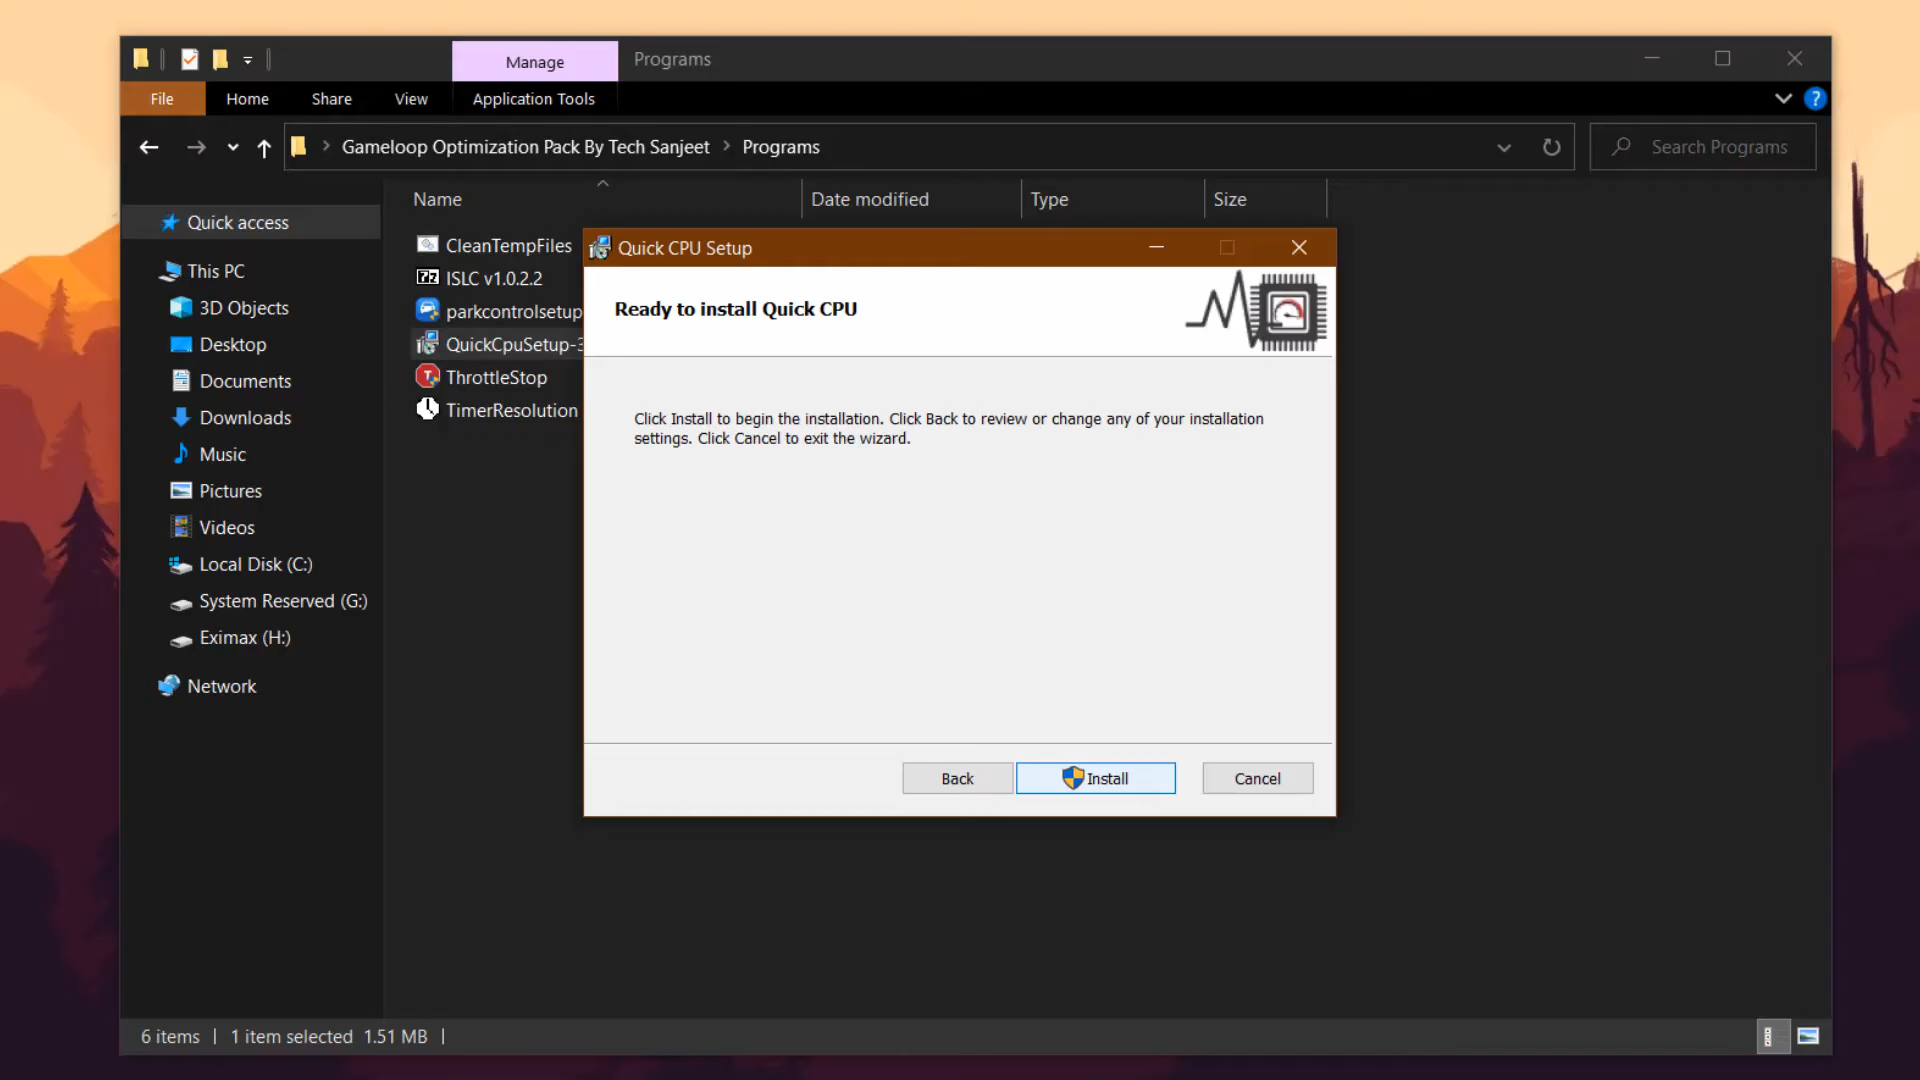 Manage
Programs
File
Home
Share
View
Application Tools
?
Gameloop Optimization Pack By Tech Sanjeet > Programs
Search Programs
Name
Date modified
Type
Size
Quick access
This PC
3D Objects
Desktop
Documents
Downloads
Music
Pictures
Videos
Local Disk (C:)
System Reserved (G:)
Eximax (H:)
Network
CleanTempFiles
ISLC v1.0.2.2
parkcontrolsetup
QuickCpuSetup-3
ThrottleStop
TimerResolution
Quick CPU Setup
Ready to install Quick CPU
Click Install to begin the installation. Click Back to review or change any of your installation
settings. Click Cancel to exit the wizard.
Back
Install
Cancel
6 items
1 item selected 1.51 MB